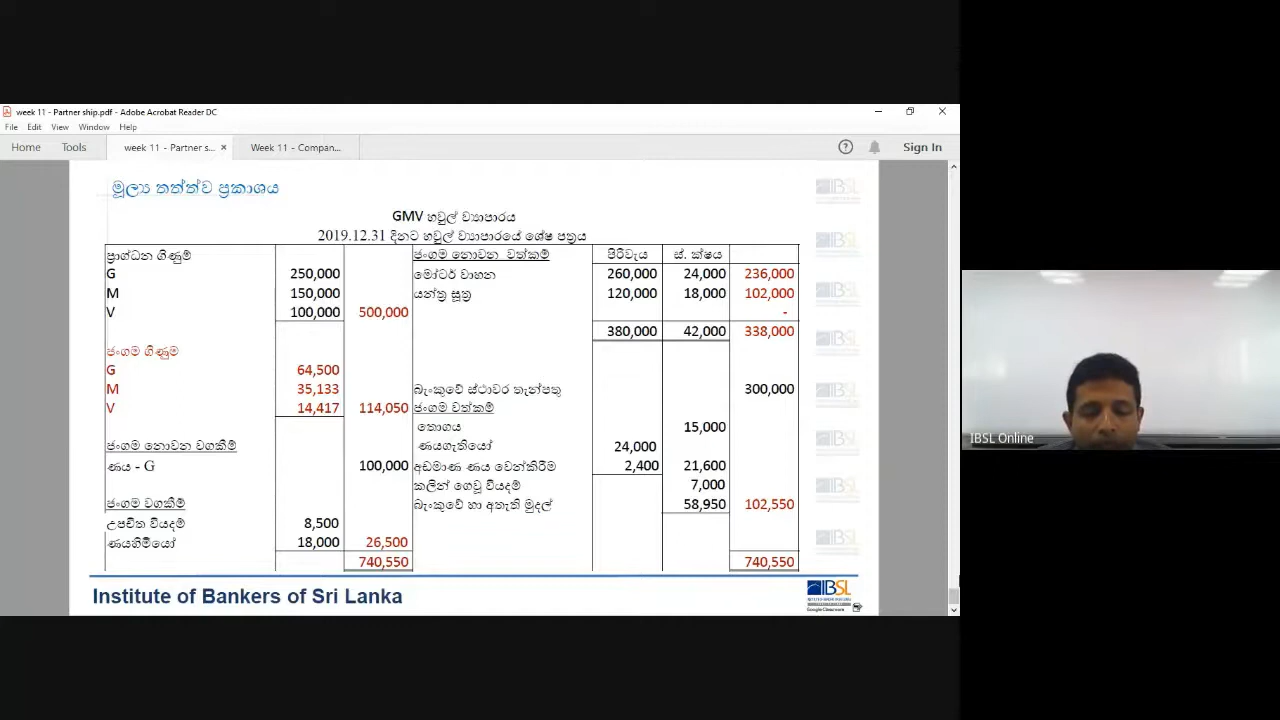 week 11 - Partner ship.pdf - Adobe Acrobat Reader DC
File Edit View Window Help
Home Tools week 11 - Partner s... × Week 11 - Compan... Sign In
මූල්‍ය තත්ත්ව ප්‍රකාශය
GMV හවුල් ව්‍යාපාරය
2019.12.31 දිනට හවුල් ව්‍යාපාරයේ ශේෂ පත්‍රය
ප්‍රාග්ධන ගිණුම් ජංගම නොවන වත්කම් පිරිවැය ස්. ක්ෂය
G 250,000 මෝටර් වාහන 260,000 24,000 236,000
M 150,000 යන්ත්‍ර සූත්‍ර 120,000 18,000 102,000
V 100,000 500,000 -
380,000 42,000 338,000
ජංගම ගිණුම
G 64,500
M 35,133 බැංකුවේ ස්ථාවර තැන්පතු 300,000
V 14,417 114,050 ජංගම වත්කම්
තොගය 15,000
ජංගම නොවන වගකීම් ණයගැතියෝ 24,000
ණය - G 100,000 අඩමාණ ණය වෙන්කිරීම 2,400 21,600
කලින් ගෙවූ වියදම් 7,000
ජංගම වගකීම් බැංකුවේ හා අතැති මුදල් 58,950 102,550
උපචිත වියදම් 8,500
ණයහිමියෝ 18,000 26,500
740,550 740,550
Institute of Bankers of Sri Lanka
IBSL
Google Classroom
IBSL Online